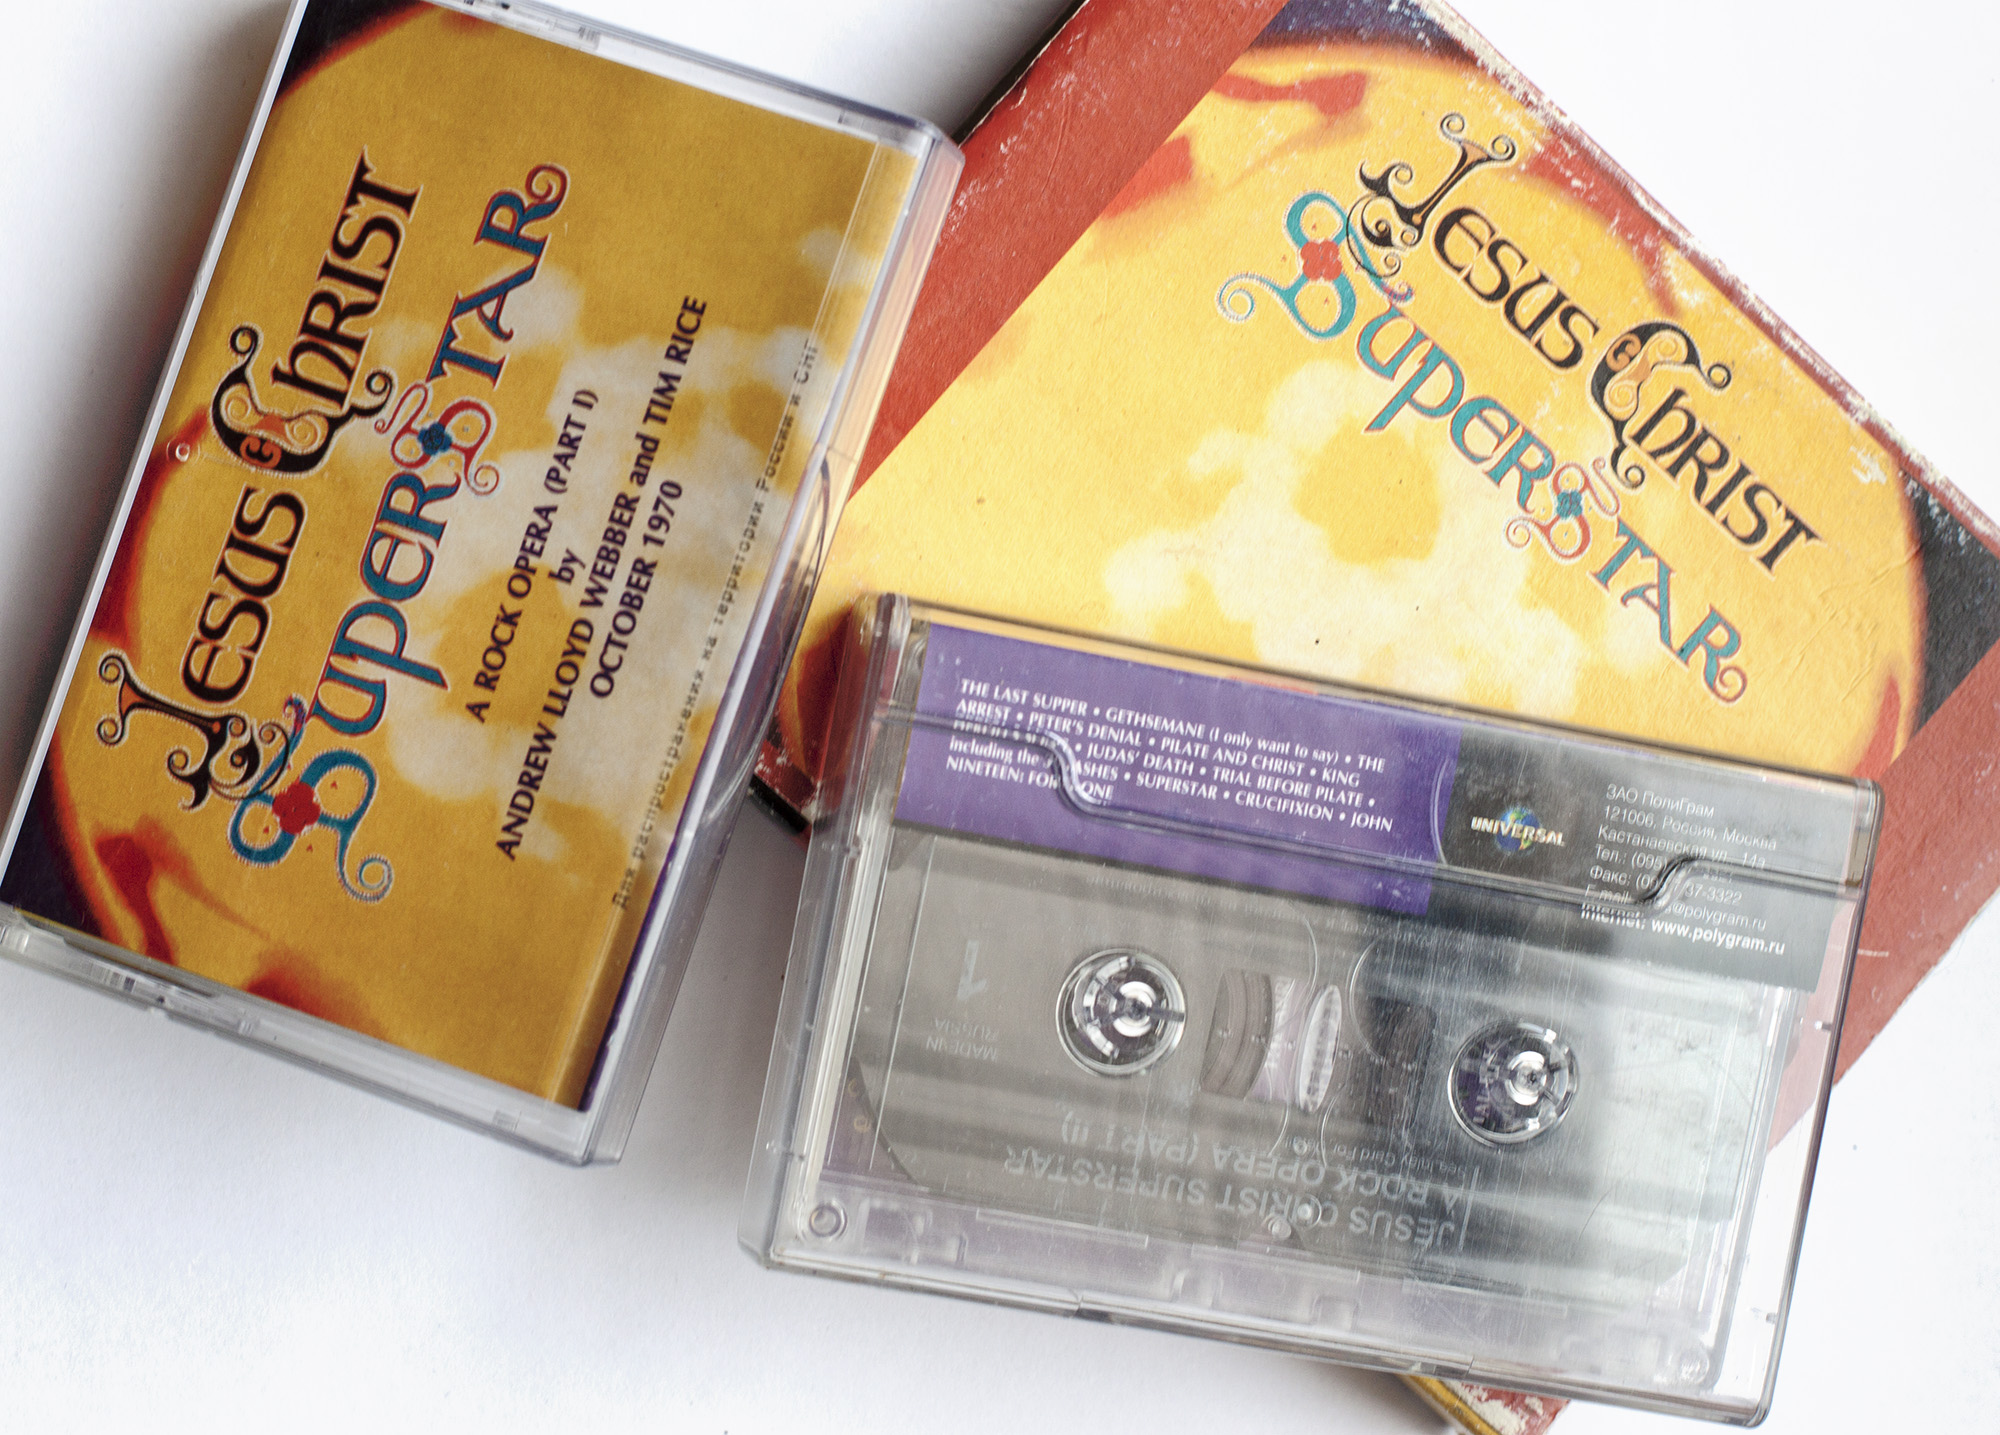 JESUS CHRIST
SUPERSTAR
A ROCK OPERA (PART I)
by
ANDREW LLOYD WEBBER and TIM RICE
OCTOBER 1970
Для распространения на территории России и СНГ
JESUS CHRIST
SUPERSTAR
THE LAST SUPPER • GETHSEMANE (I only want to say) • THE
ARREST • PETER'S DENIAL • PILATE AND CHRIST • KING
• JUDAS' DEATH • TRIAL BEFORE PILATE •
including the • SUPERSTAR • CRUCIFIXION • JOHN
NINETEEN:
UNIVERSAL
ЗАО ПолиГрам
121006, Россия, Москва
Кастанаевская ул., 14а
Тел.: (095)
Факс: 37-3322
E-mail: @polygram.ru
Internet: www.polygram.ru
1
MADE IN
RUSSIA
JESUS CHRIST SUPERSTAR
A ROCK OPERA (PART II)